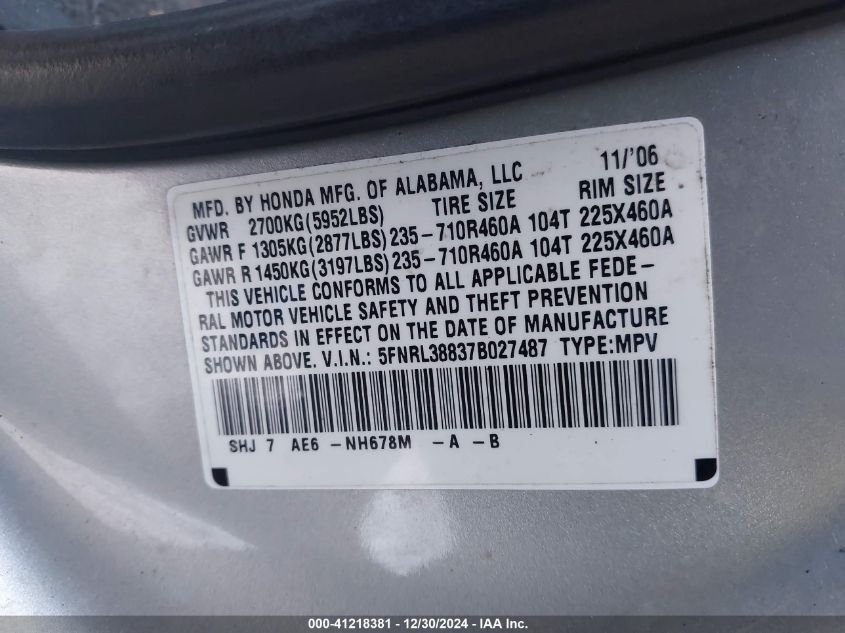 MFD. BY HONDA MFG. OF ALABAMA, LLC 11/'06
GVWR 2700KG(5952LBS) TIRE SIZE RIM SIZE
GAWR F 1305KG(2877LBS) 235-710R460A 104T 225X460A
GAWR R 1450KG(3197LBS) 235-710R460A 104T 225X460A
THIS VEHICLE CONFORMS TO ALL APPLICABLE FEDE-
RAL MOTOR VEHICLE SAFETY AND THEFT PREVENTION
STANDARDS IN EFFECT ON THE DATE OF MANUFACTURE
SHOWN ABOVE. V.I.N.: 5FNRL38837B027487 TYPE:MPV
SHJ 7 AE6 -NH678M -A -B
000-41218381 - 12/30/2024 - IAA Inc.